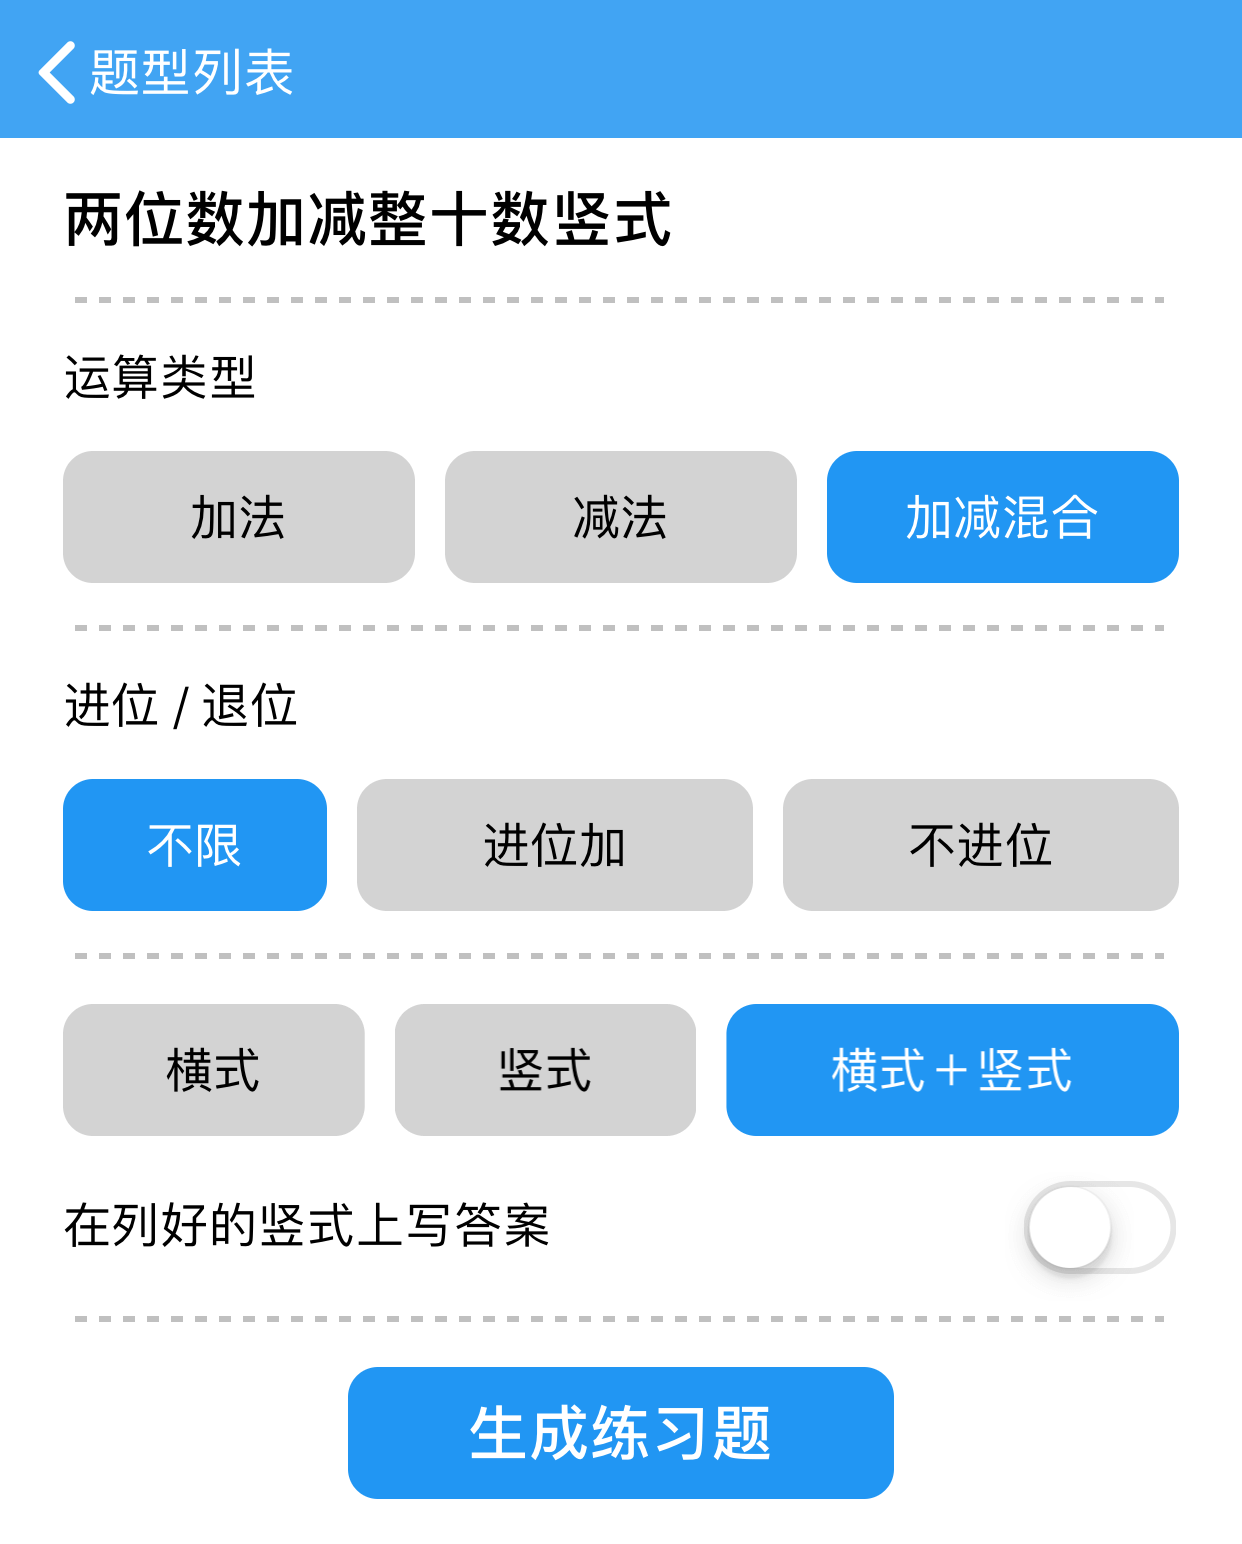 题型列表
两位数加减整十数竖式
运算类型
加法 减法 加减混合
进位 / 退位
不限 进位加 不进位
横式 竖式 横式＋竖式
在列好的竖式上写答案
生成练习题